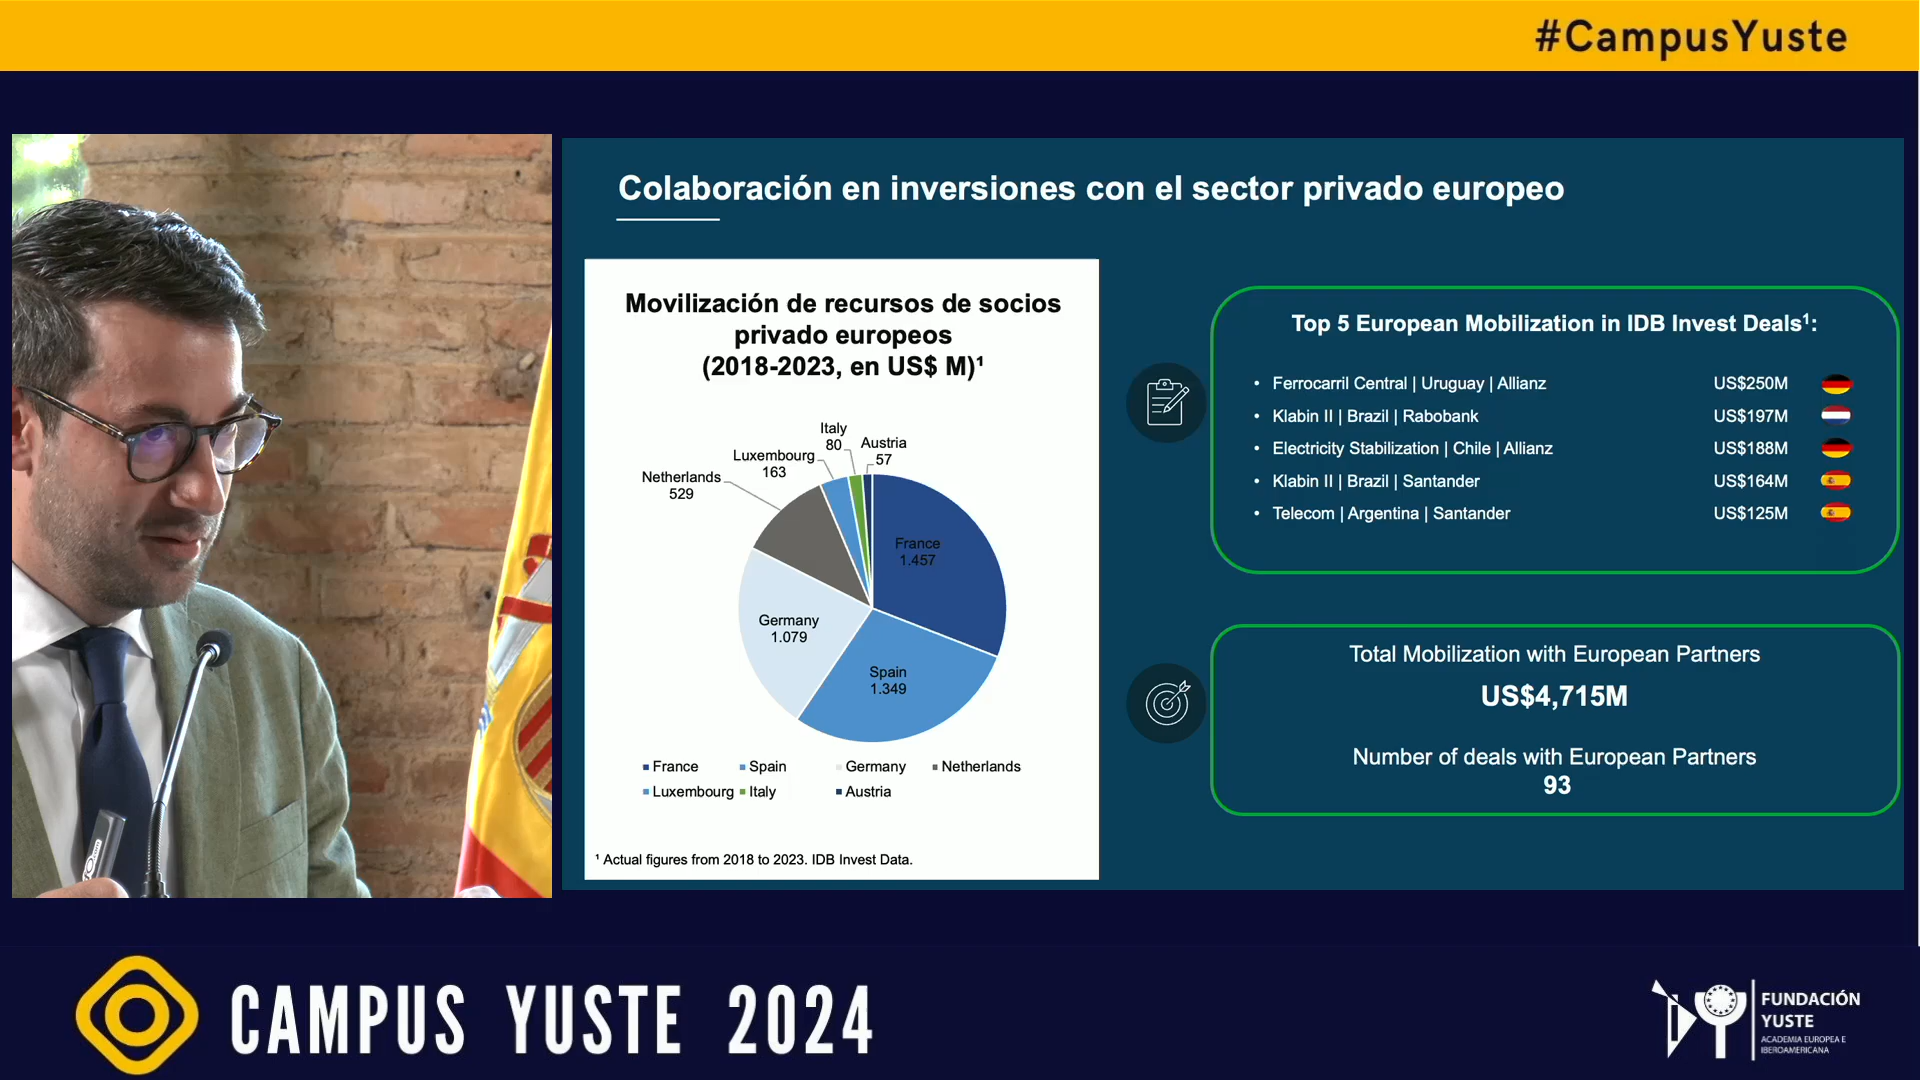 #CampusYuste
Colaboración en inversiones con el sector privado europeo
Movilización de recursos de socios
privado europeos
(2018-2023, en US$ M)¹
Italy
80
Austria
57
Luxembourg
163
Netherlands
529
France
1.457
Germany
1.079
Spain
1.349
France Spain Germany Netherlands
Luxembourg Italy Austria
¹ Actual figures from 2018 to 2023. IDB Invest Data.
Top 5 European Mobilization in IDB Invest Deals¹:
• Ferrocarril Central | Uruguay | Allianz US$250M
• Klabin II | Brazil | Rabobank US$197M
• Electricity Stabilization | Chile | Allianz US$188M
• Klabin II | Brazil | Santander US$164M
• Telecom | Argentina | Santander US$125M
Total Mobilization with European Partners
US$4,715M
Number of deals with European Partners
93
CAMPUS YUSTE 2024
FUNDACIÓN
YUSTE
ACADEMIA EUROPEA E
IBEROAMERICANA